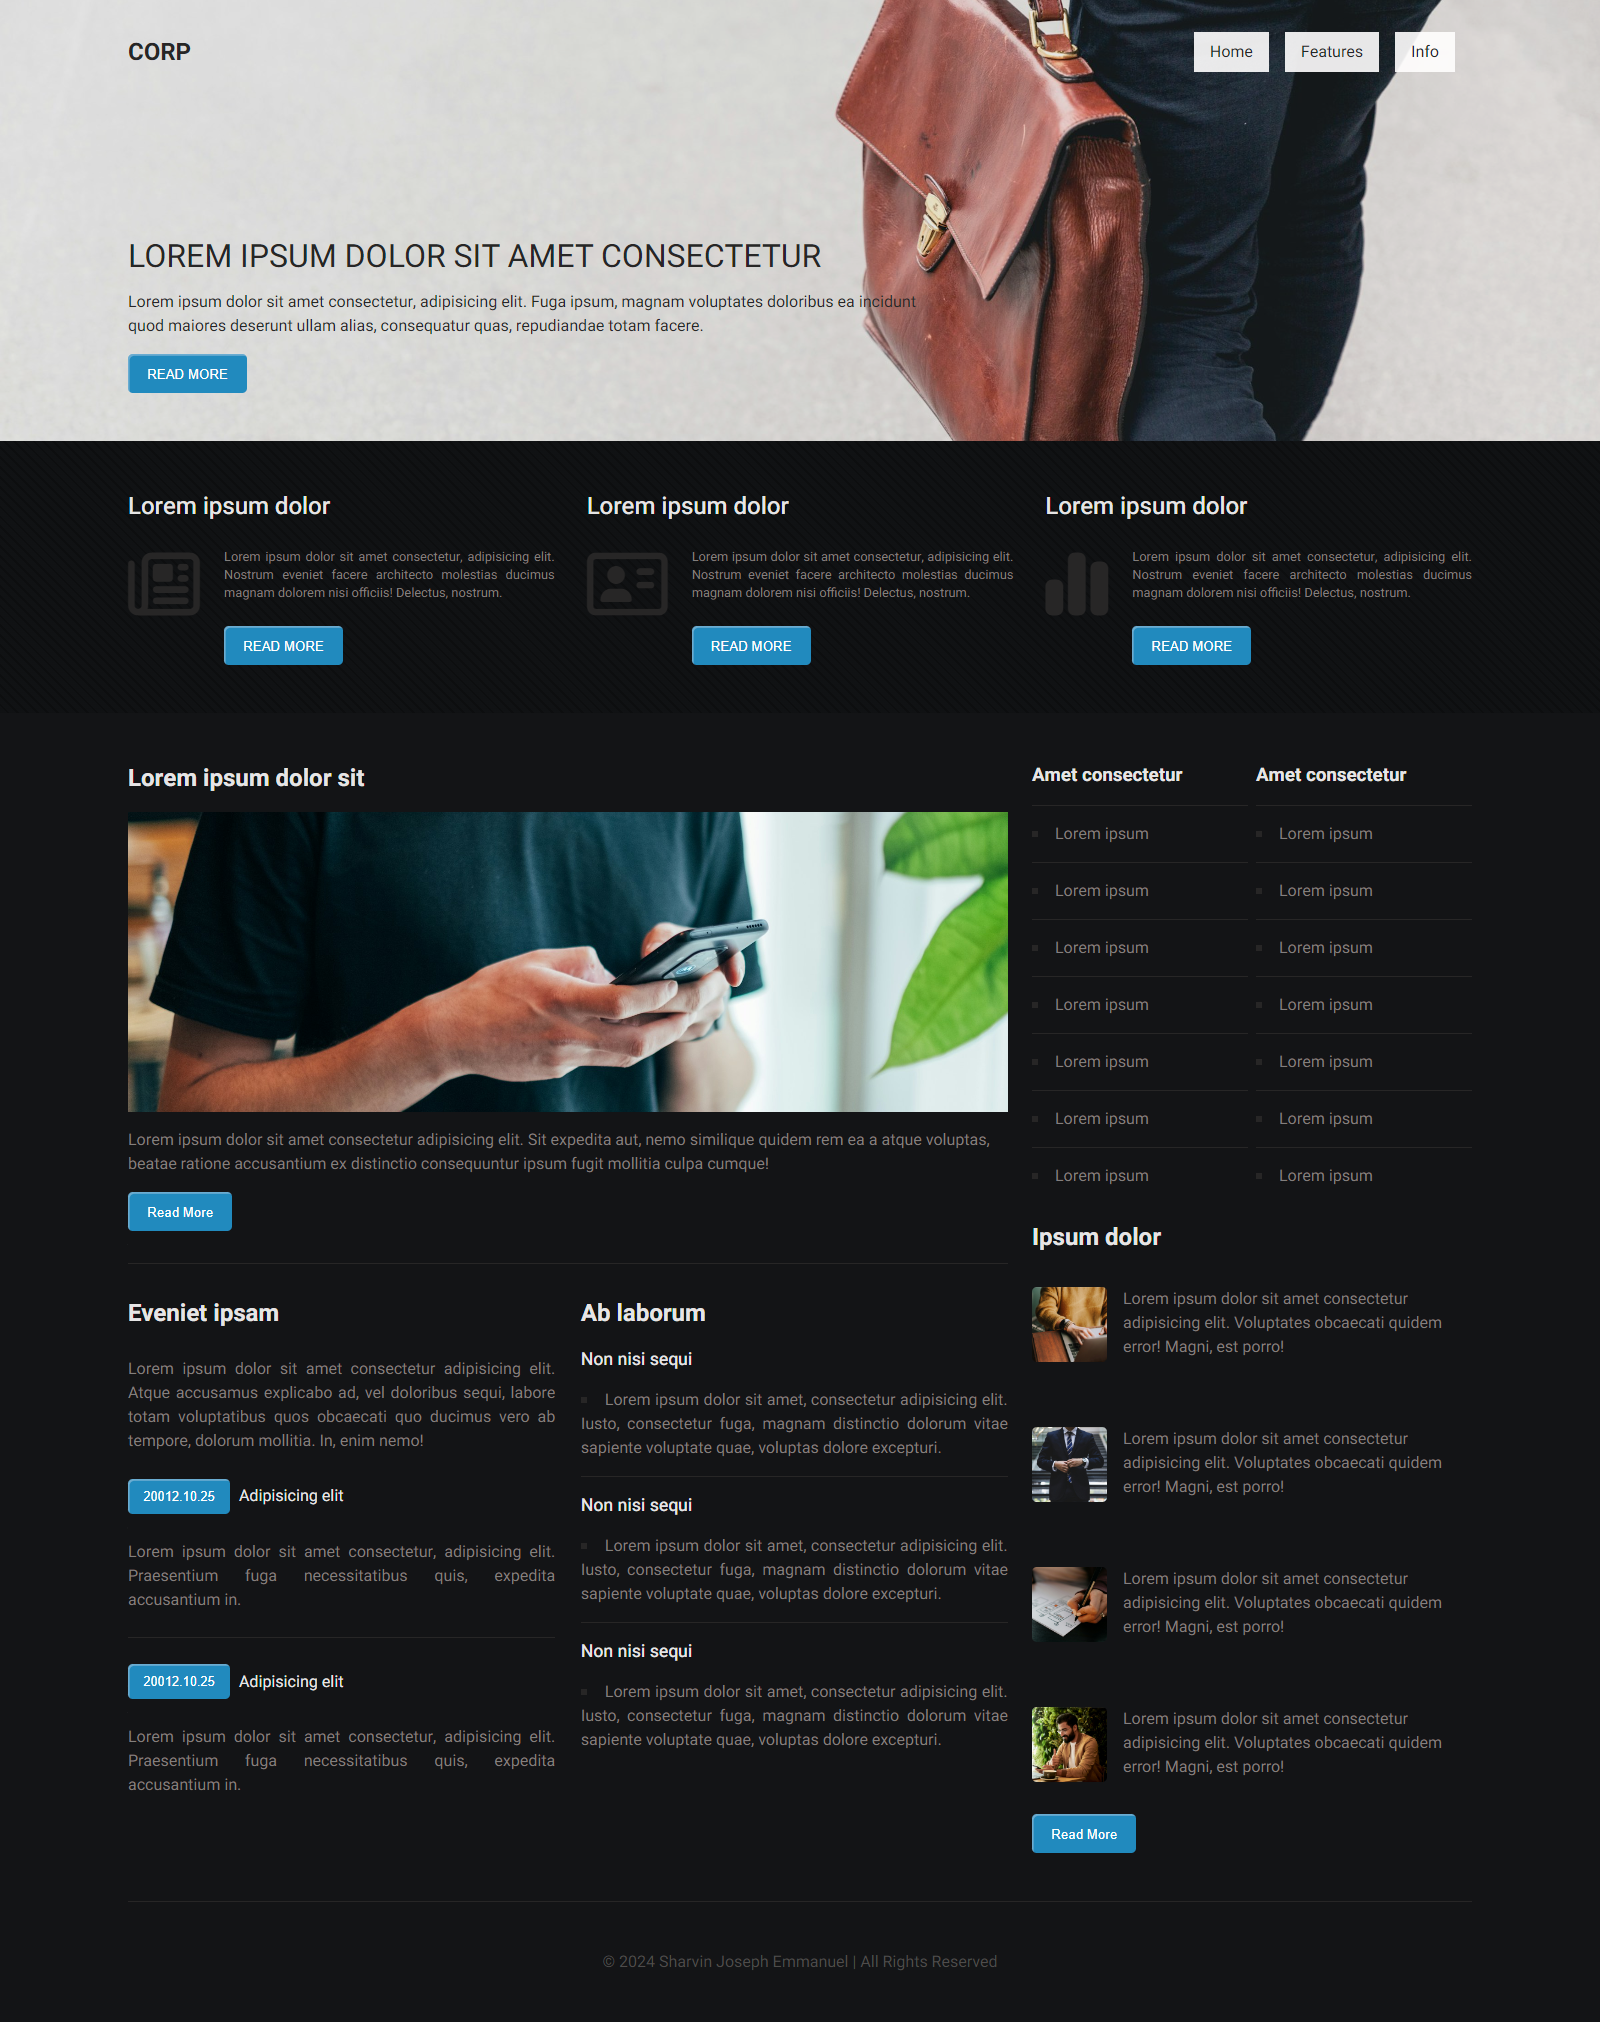 CORP
Home
Features
Info
LOREM IPSUM DOLOR SIT AMET CONSECTETUR
Lorem ipsum dolor sit amet consectetur, adipisicing elit. Fuga ipsum, magnam voluptates doloribus ea incidunt
quod maiores deserunt ullam alias, consequatur quas, repudiandae totam facere.
READ MORE
Lorem ipsum dolor
Lorem ipsum dolor sit amet consectetur, adipisicing elit.
Nostrum eveniet facere architecto molestias ducimus
magnam dolorem nisi officiis! Delectus, nostrum.
READ MORE
Lorem ipsum dolor
Lorem ipsum dolor sit amet consectetur, adipisicing elit.
Nostrum eveniet facere architecto molestias ducimus
magnam dolorem nisi officiis! Delectus, nostrum.
READ MORE
Lorem ipsum dolor
Lorem ipsum dolor sit amet consectetur, adipisicing elit.
Nostrum eveniet facere architecto molestias ducimus
magnam dolorem nisi officiis! Delectus, nostrum.
READ MORE
Lorem ipsum dolor sit
Lorem ipsum dolor sit amet consectetur adipisicing elit. Sit expedita aut, nemo similique quidem rem ea a atque voluptas,
beatae ratione accusantium ex distinctio consequuntur ipsum fugit mollitia culpa cumque!
Read More
Eveniet ipsam
Lorem ipsum dolor sit amet consectetur adipisicing elit.
Atque accusamus explicabo ad, vel doloribus sequi, labore
totam voluptatibus quos obcaecati quo ducimus vero ab
tempore, dolorum mollitia. In, enim nemo!
20012.10.25 Adipisicing elit
Lorem ipsum dolor sit amet consectetur, adipisicing elit.
Praesentium fuga necessitatibus quis, expedita
accusantium in.
20012.10.25 Adipisicing elit
Lorem ipsum dolor sit amet consectetur, adipisicing elit.
Praesentium fuga necessitatibus quis, expedita
accusantium in.
Ab laborum
Non nisi sequi
Lorem ipsum dolor sit amet, consectetur adipisicing elit.
Iusto, consectetur fuga, magnam distinctio dolorum vitae
sapiente voluptate quae, voluptas dolore excepturi.
Non nisi sequi
Lorem ipsum dolor sit amet, consectetur adipisicing elit.
Iusto, consectetur fuga, magnam distinctio dolorum vitae
sapiente voluptate quae, voluptas dolore excepturi.
Non nisi sequi
Lorem ipsum dolor sit amet, consectetur adipisicing elit.
Iusto, consectetur fuga, magnam distinctio dolorum vitae
sapiente voluptate quae, voluptas dolore excepturi.
Amet consectetur
Lorem ipsum
Lorem ipsum
Lorem ipsum
Lorem ipsum
Lorem ipsum
Lorem ipsum
Lorem ipsum
Amet consectetur
Lorem ipsum
Lorem ipsum
Lorem ipsum
Lorem ipsum
Lorem ipsum
Lorem ipsum
Lorem ipsum
Ipsum dolor
Lorem ipsum dolor sit amet consectetur
adipisicing elit. Voluptates obcaecati quidem
error! Magni, est porro!
Lorem ipsum dolor sit amet consectetur
adipisicing elit. Voluptates obcaecati quidem
error! Magni, est porro!
Lorem ipsum dolor sit amet consectetur
adipisicing elit. Voluptates obcaecati quidem
error! Magni, est porro!
Lorem ipsum dolor sit amet consectetur
adipisicing elit. Voluptates obcaecati quidem
error! Magni, est porro!
Read More
© 2024 Sharvin Joseph Emmanuel | All Rights Reserved